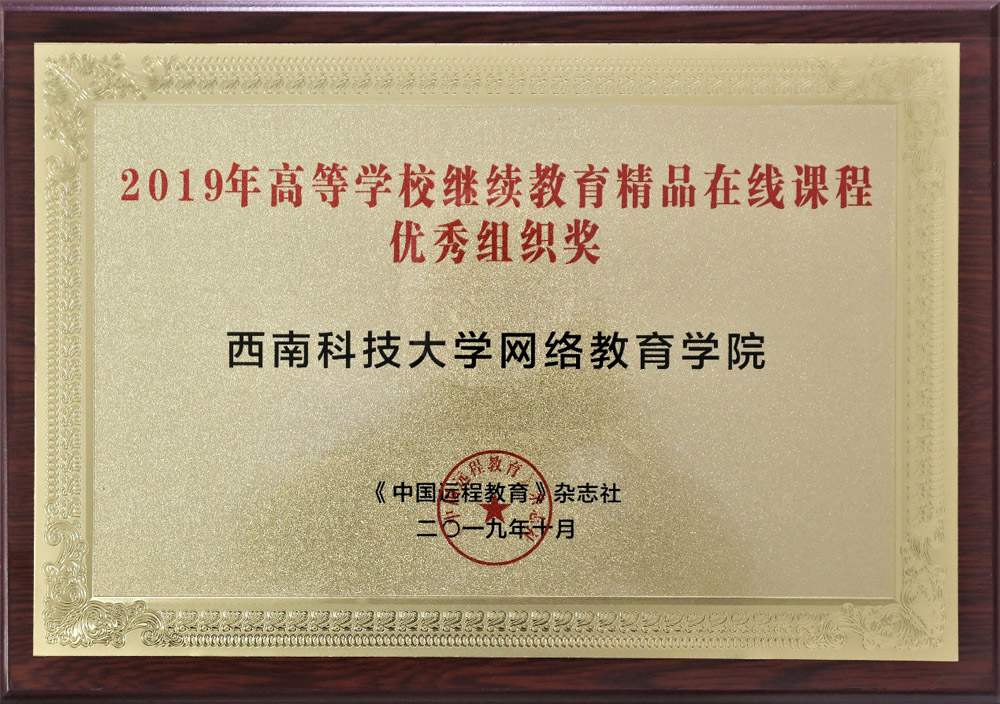 2019年高等学校继续教育精品在线课程
优秀组织奖
西南科技大学网络教育学院
《中国远程教育》杂志社
二〇一九年十月